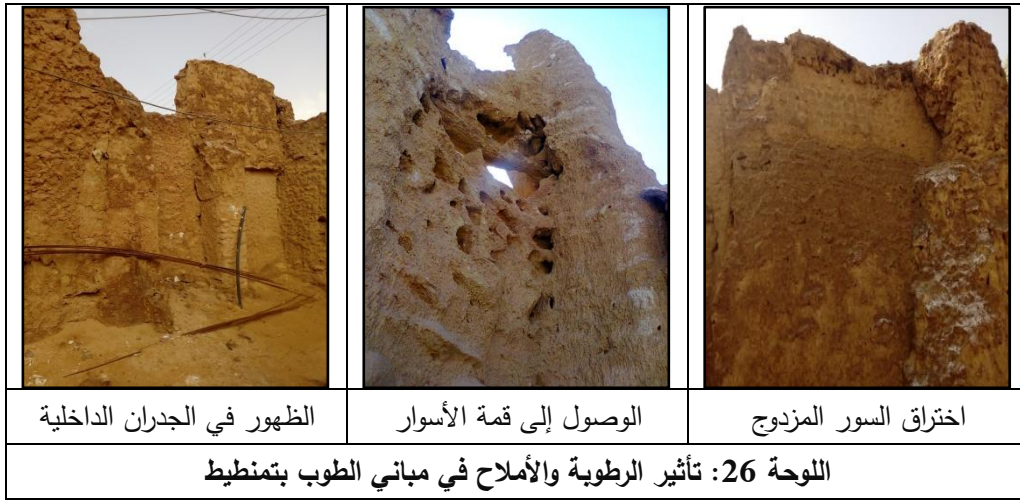 اختراق السور المزدوج
الوصول إلى قمة الأسوار
الظهور في الجدران الداخلية
اللوحة 26: تأثير الرطوبة والأملاح في مباني الطوب بتمنطيط